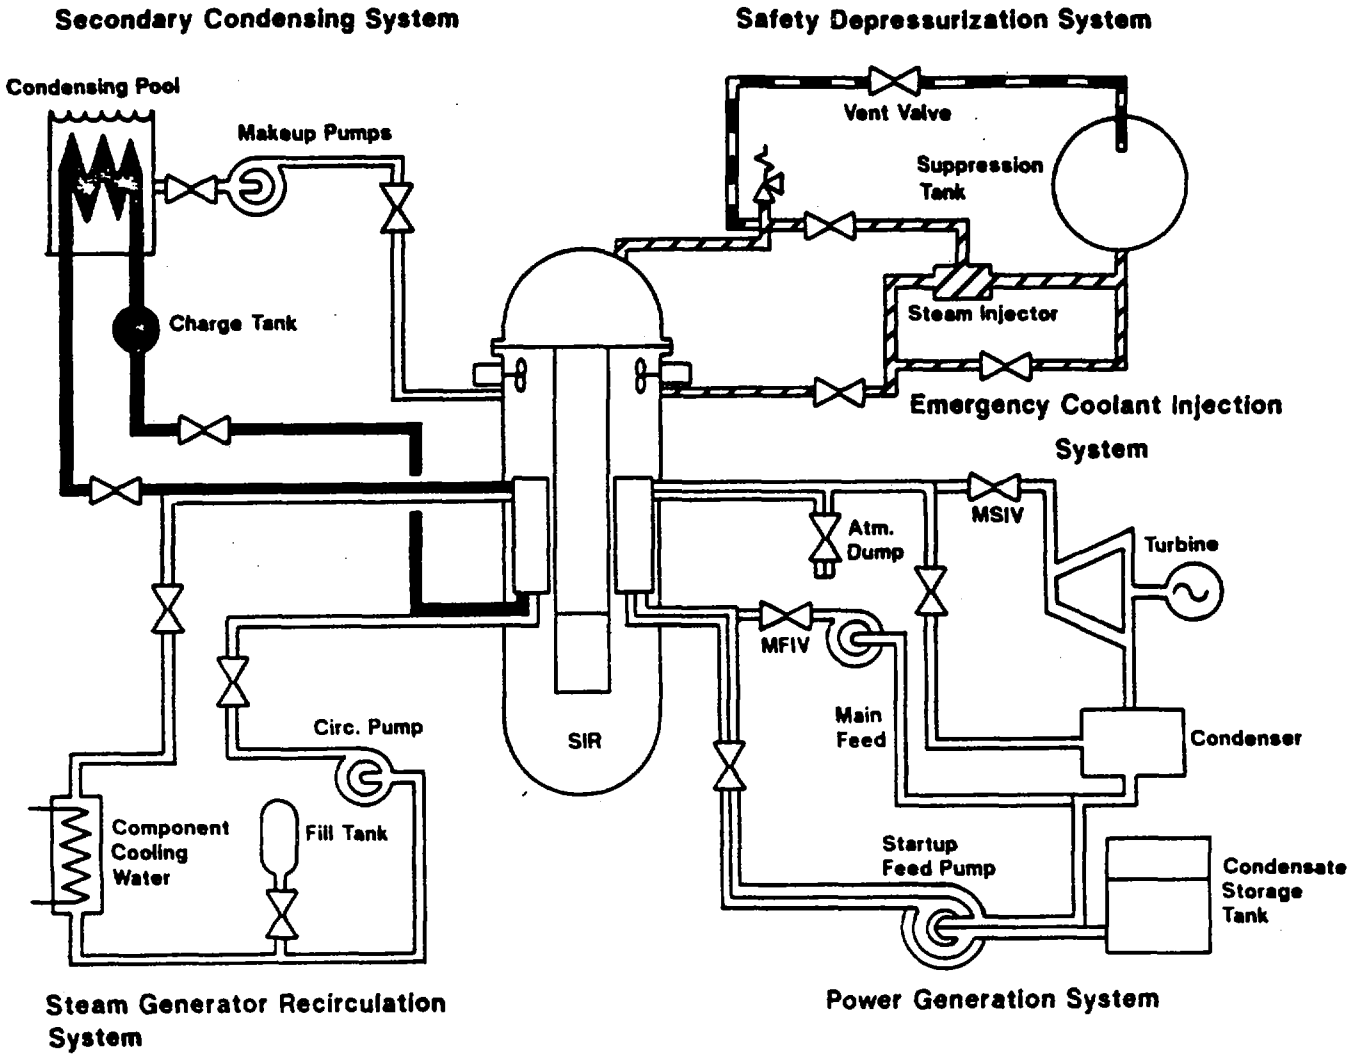 Secondary Condensing System
Safety Depressurization System
Condensing Pool
Makeup Pumps
Vent Valve
Suppression
Tank
Charge Tank
Steam Injector
Emergency Coolant Injection
System
MSIV
Atm.
Dump
Turbine
MFIV
Main
Feed
Circ. Pump
SIR
Condenser
Component
Cooling
Water
Fill Tank
Startup
Feed Pump
Condensate
Storage
Tank
Steam Generator Recirculation
System
Power Generation System